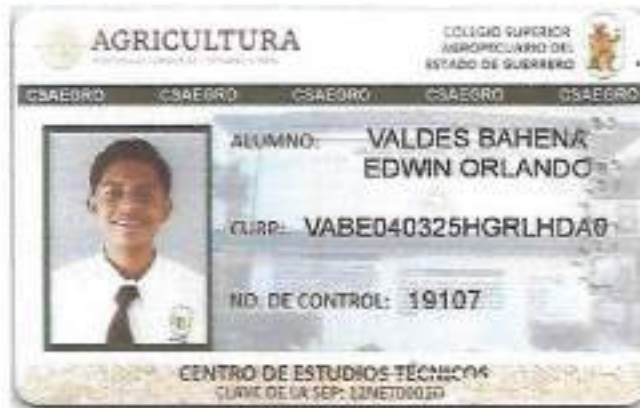 AGRICULTURA
COLEGIO SUPERIOR
AGROPECUARIO DEL
ESTADO DE GUERRERO
CSAEGRO CSAEGRO CSAEGRO CSAEGRO CSAEGRO
ALUMNO: VALDES BAHENA
EDWIN ORLANDO
CURP: VABE040325HGRLHDA0
NO. DE CONTROL: 19107
CENTRO DE ESTUDIOS TECNICOS
CLAVE DE LA SEP: